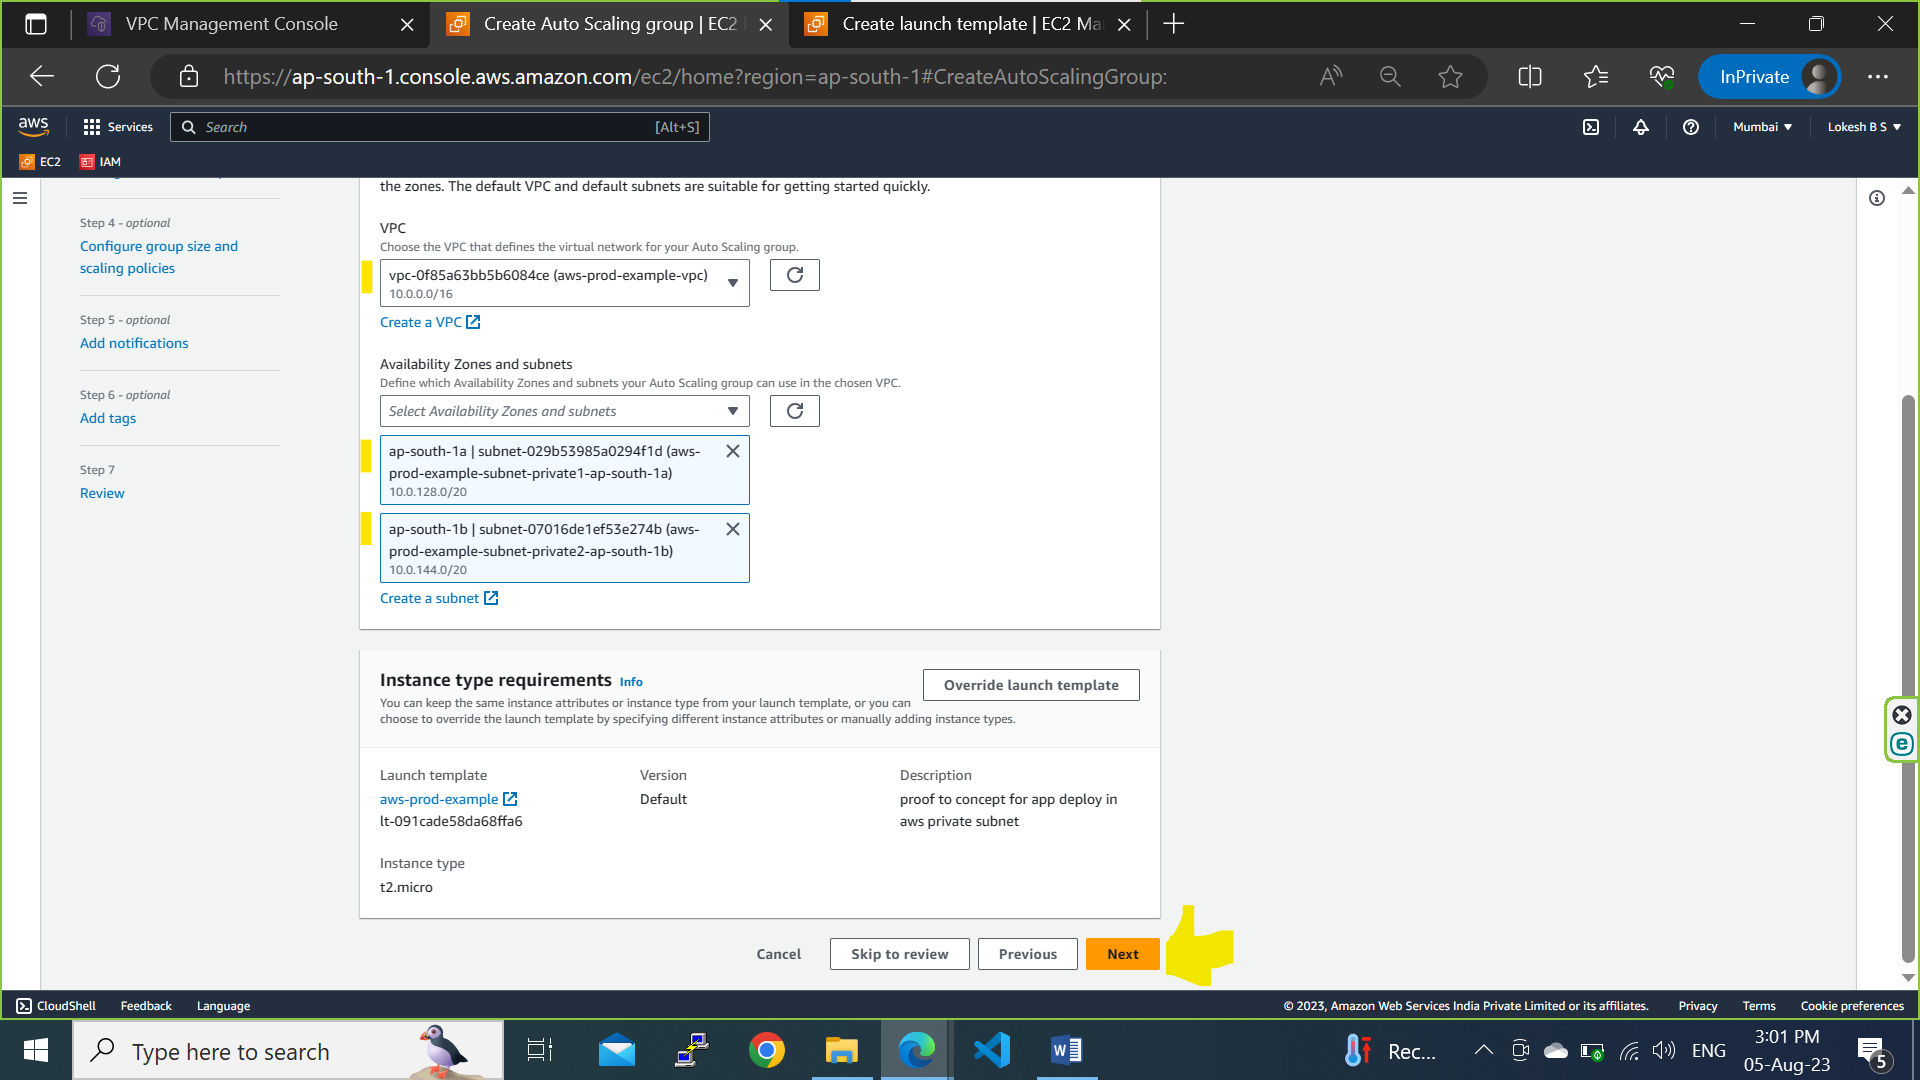 VPC Management Console
Create Auto Scaling group | EC2
Create launch template | EC2 Ma
https://ap-south-1.console.aws.amazon.com/ec2/home?region=ap-south-1#CreateAutoScalingGroup:
InPrivate
aws
Services
Search
[Alt+S]
Mumbai
Lokesh B S
EC2
IAM
the zones. The default VPC and default subnets are suitable for getting started quickly.
Step 4 - optional
Configure group size and
scaling policies
Step 5 - optional
Add notifications
Step 6 - optional
Add tags
Step 7
Review
VPC
Choose the VPC that defines the virtual network for your Auto Scaling group.
vpc-0f85a63bb5b6084ce (aws-prod-example-vpc)
10.0.0.0/16
Create a VPC
Availability Zones and subnets
Define which Availability Zones and subnets your Auto Scaling group can use in the chosen VPC.
Select Availability Zones and subnets
ap-south-1a | subnet-029b53985a0294f1d (aws-
prod-example-subnet-private1-ap-south-1a)
10.0.128.0/20
ap-south-1b | subnet-07016de1ef53e274b (aws-
prod-example-subnet-private2-ap-south-1b)
10.0.144.0/20
Create a subnet
Instance type requirements Info
Override launch template
You can keep the same instance attributes or instance type from your launch template, or you can
choose to override the launch template by specifying different instance attributes or manually adding instance types.
Launch template
aws-prod-example
lt-091cade58da68ffa6
Version
Default
Description
proof to concept for app deploy in
aws private subnet
Instance type
t2.micro
Cancel
Skip to review
Previous
Next
CloudShell
Feedback
Language
© 2023, Amazon Web Services India Private Limited or its affiliates.
Privacy
Terms
Cookie preferences
Type here to search
Rec...
ENG
3:01 PM
05-Aug-23
5